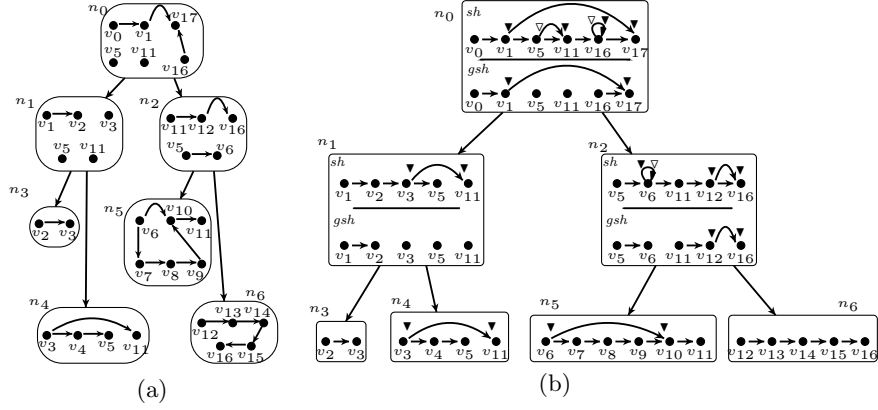 n0
v0 v1 v17
v5 v11
v16
n1
v1 v2 v3
v5 v11
n2
v11 v12 v16
v5 v6
n3
v2 v3
n5
v6 v10 v11
v7 v8 v9
n4
v3 v4 v5 v11
n6
v13 v14
v12
v16 v15
(a)
n0
sh
v0 v1 v5 v11 v16 v17
gsh
v0 v1 v5 v11 v16 v17
n1
sh
v1 v2 v3 v5 v11
gsh
v1 v2 v3 v5 v11
n2
sh
v5 v6 v11 v12 v16
gsh
v5 v6 v11 v12 v16
n3
v2 v3
n4
v3 v4 v5 v11
n5
v6 v7 v8 v9 v10 v11
n6
v12 v13 v14 v15 v16
(b)